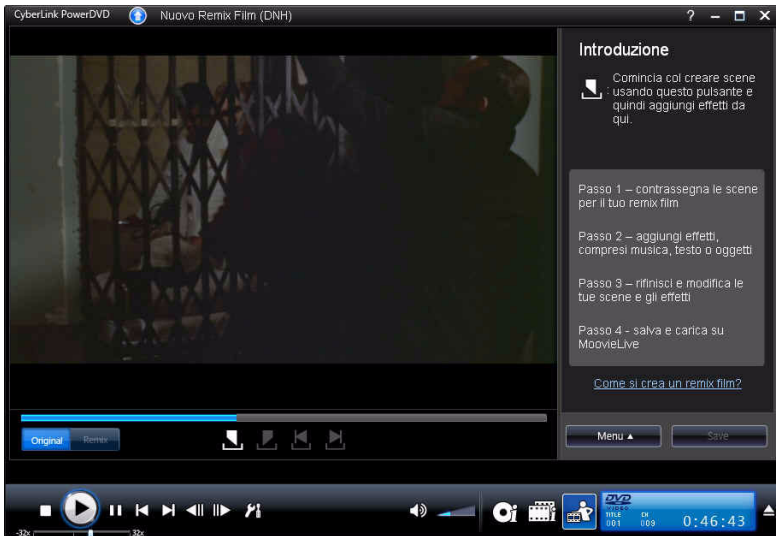 CyberLink PowerDVD
Nuovo Remix Film (DNH)
?
Introduzione
Comincia col creare scene
: usando questo pulsante e
quindi aggiungi effetti da
qui.
Passo 1 – contrassegna le scene
per il tuo remix film
Passo 2 – aggiungi effetti,
compresi musica, testo o oggetti
Passo 3 – rifinisci e modifica le
tue scene e gli effetti
Passo 4 - salva e carica su
MoovieLive
Come si crea un remix film?
Original
Remix
Menu
Save
DVD
VIDEO
TITLE
CH
001
009
0:46:43
-32x
32x